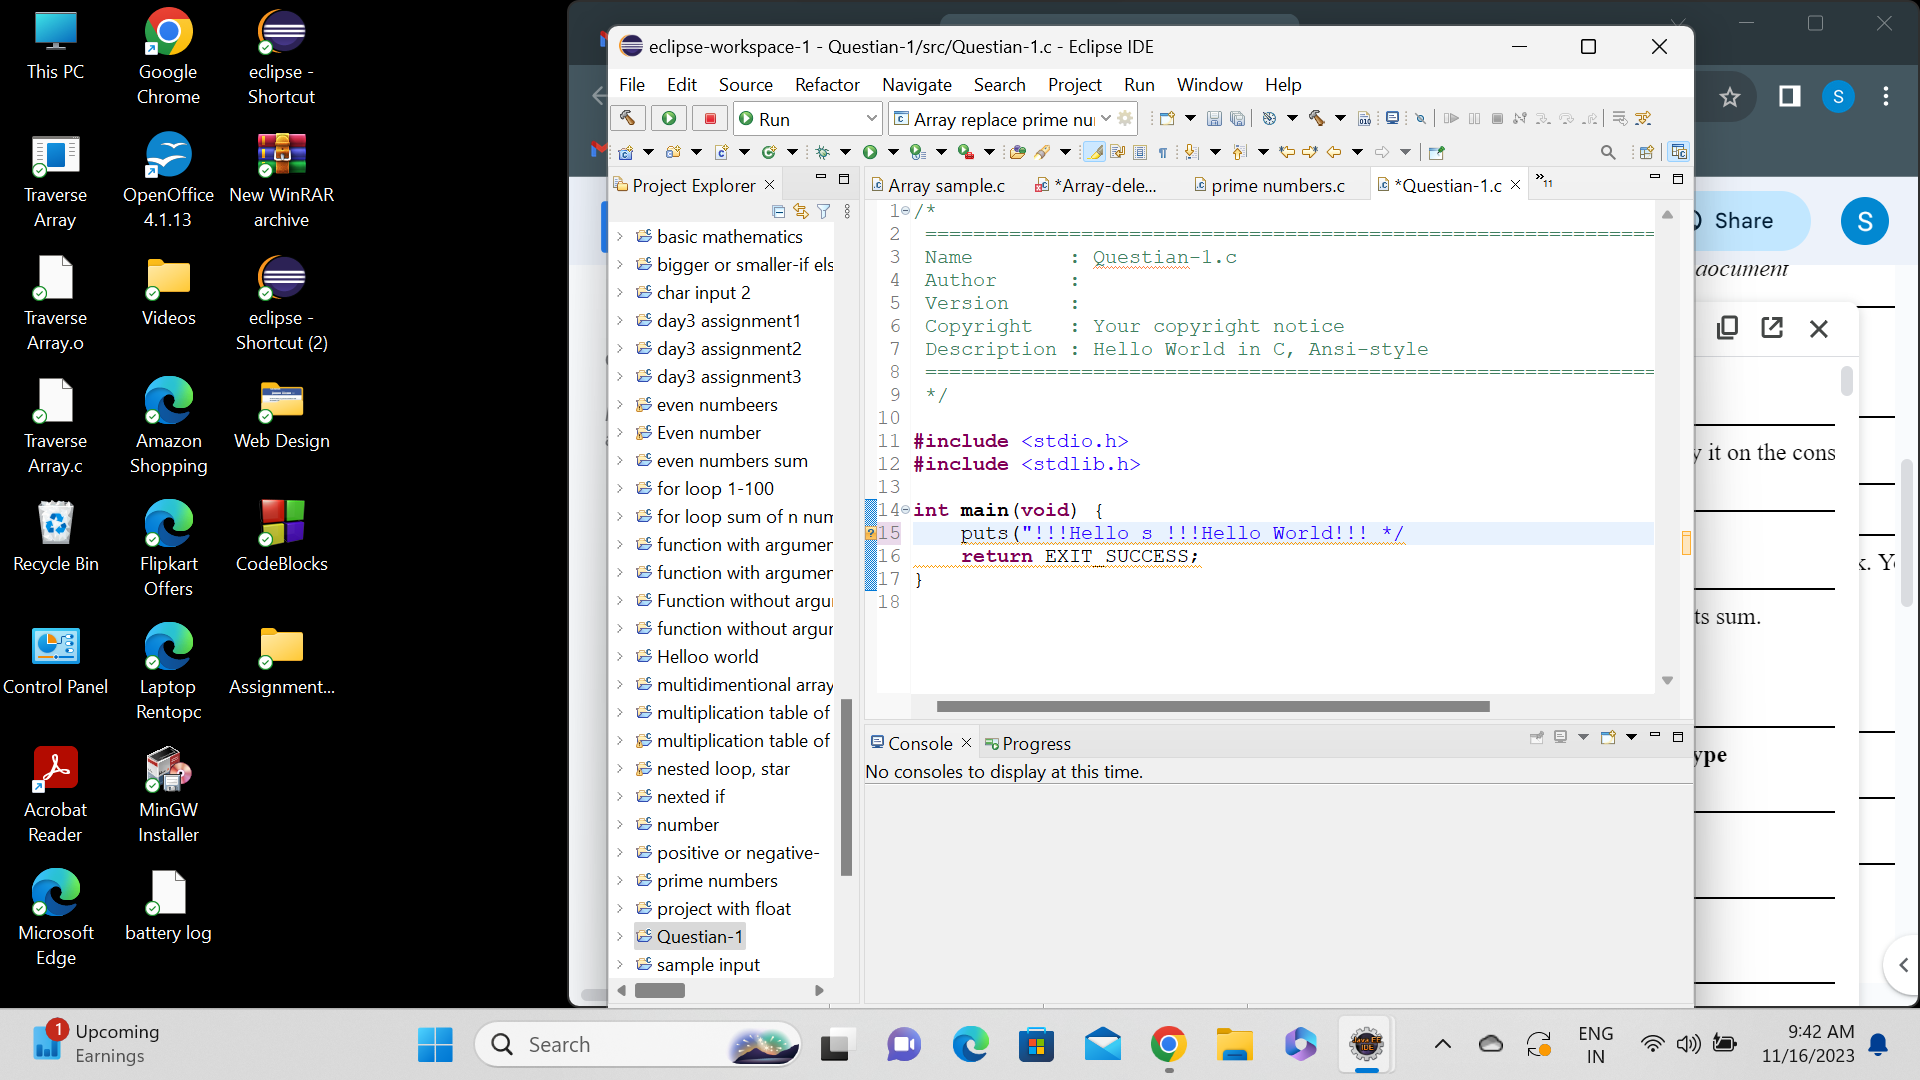 This PC
Google
Chrome
eclipse -
Shortcut
Traverse
Array
OpenOffice
4.1.13
New WinRAR
archive
Traverse
Array.o
Videos
eclipse -
Shortcut (2)
Traverse
Array.c
Amazon
Shopping
Web Design
Recycle Bin
Flipkart
Offers
CodeBlocks
Control Panel
Laptop
Rentopc
Assignment...
Acrobat
Reader
MinGW
Installer
Microsoft
Edge
battery log
eclipse-workspace-1 - Questian-1/src/Questian-1.c - Eclipse IDE
File Edit Source Refactor Navigate Search Project Run Window Help
Run
Array replace prime nu
Project Explorer
basic mathematics
bigger or smaller-if els
char input 2
day3 assignment1
day3 assignment2
day3 assignment3
even numbeers
Even number
even numbers sum
for loop 1-100
for loop sum of n num
function with argumer
function with argumer
Function without argu
function without argur
Helloo world
multidimentional array
multiplication table of
multiplication table of
nested loop, star
nexted if
number
positive or negative-
prime numbers
project with float
Questian-1
sample input
Array sample.c *Array-dele... prime numbers.c *Questian-1.c 11
1 /*
2 =============================================================
3 Name : Questian-1.c
4 Author :
5 Version :
6 Copyright : Your copyright notice
7 Description : Hello World in C, Ansi-style
8 =============================================================
9 */
10
11 #include <stdio.h>
12 #include <stdlib.h>
13
14 int main(void) {
15 puts("!!!Hello s !!!Hello World!!! */
16 return EXIT_SUCCESS;
17 }
18
Console Progress
No consoles to display at this time.
S
Share
S
document
y it on the cons
k. Y
ts sum.
ype
1
Upcoming
Earnings
Search
ENG
IN
9:42 AM
11/16/2023